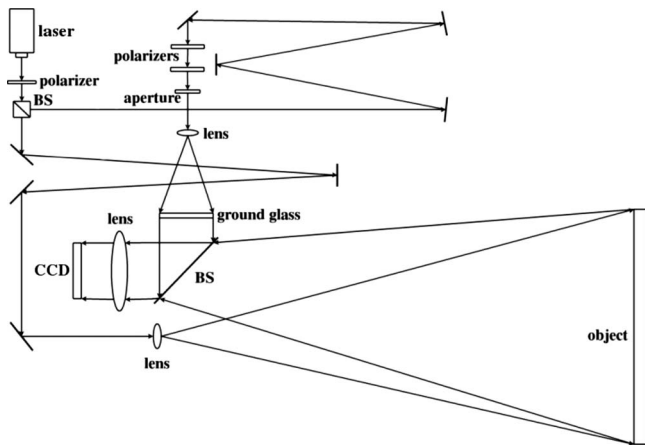 laser
polarizer
BS
polarizers
aperture
lens
ground glass
lens
CCD
BS
lens
object